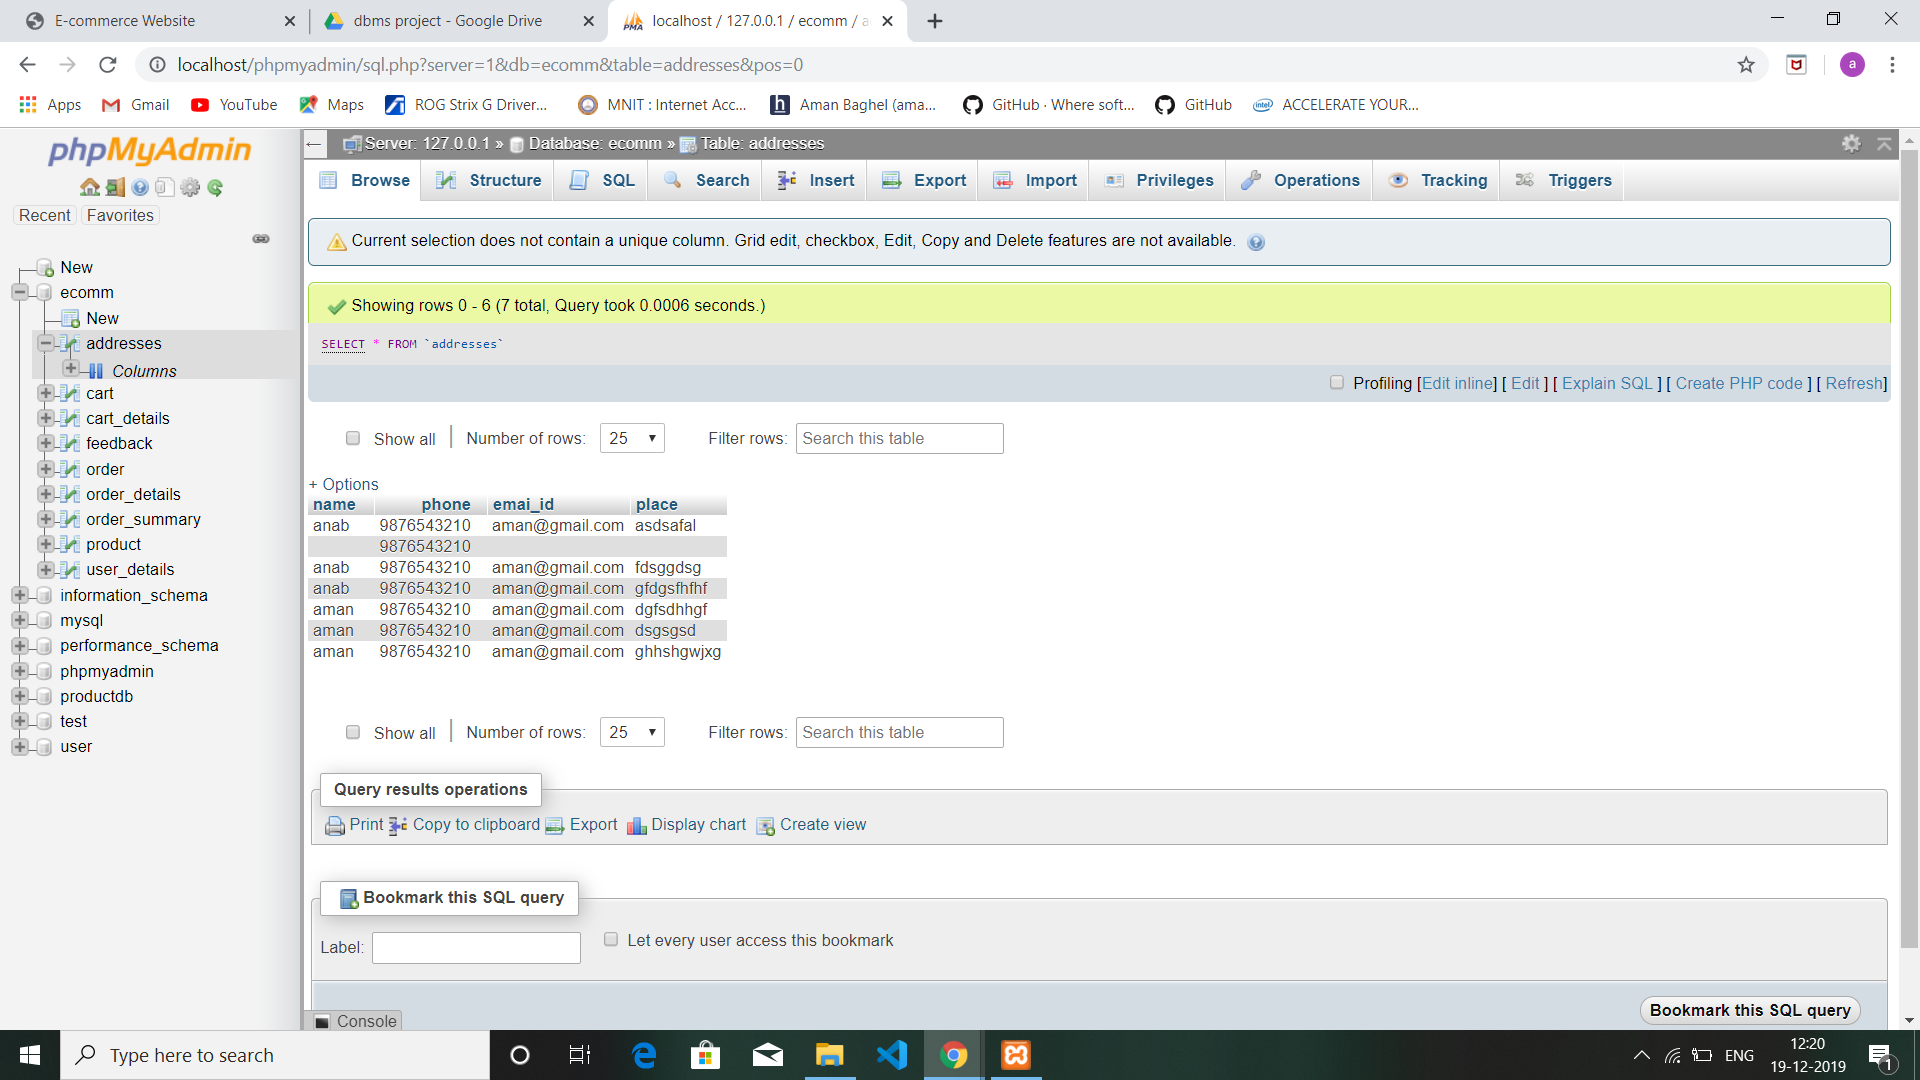 E-commerce Website
dbms project - Google Drive
localhost / 127.0.0.1 / ecomm / a
localhost/phpmyadmin/sql.php?server=1&db=ecomm&table=addresses&pos=0
a
Apps
Gmail
YouTube
Maps
ROG Strix G Driver...
MNIT : Internet Acc...
Aman Baghel (ama...
GitHub · Where soft...
GitHub
ACCELERATE YOUR...
phpMyAdmin
Recent
Favorites
New
ecomm
New
addresses
Columns
cart
cart_details
feedback
order
order_details
order_summary
product
user_details
information_schema
mysql
performance_schema
phpmyadmin
productdb
test
user
Server: 127.0.0.1 » Database: ecomm » Table: addresses
Browse
Structure
SQL
Search
Insert
Export
Import
Privileges
Operations
Tracking
Triggers
Current selection does not contain a unique column. Grid edit, checkbox, Edit, Copy and Delete features are not available.
Showing rows 0 - 6 (7 total, Query took 0.0006 seconds.)
SELECT * FROM `addresses`
Profiling [Edit inline] [ Edit ] [ Explain SQL ] [ Create PHP code ] [ Refresh]
Show all | Number of rows: 25 Filter rows: Search this table
+ Options
name phone emai_id place
anab 9876543210 aman@gmail.com asdsafal
9876543210
anab 9876543210 aman@gmail.com fdsggdsg
anab 9876543210 aman@gmail.com gfdgsfhfhf
aman 9876543210 aman@gmail.com dgfsdhhgf
aman 9876543210 aman@gmail.com dsgsgsd
aman 9876543210 aman@gmail.com ghhshgwjxg
Show all | Number of rows: 25 Filter rows: Search this table
Query results operations
Print Copy to clipboard Export Display chart Create view
Bookmark this SQL query
Label: Let every user access this bookmark
Bookmark this SQL query
Console
Type here to search
ENG
12:20
19-12-2019
1